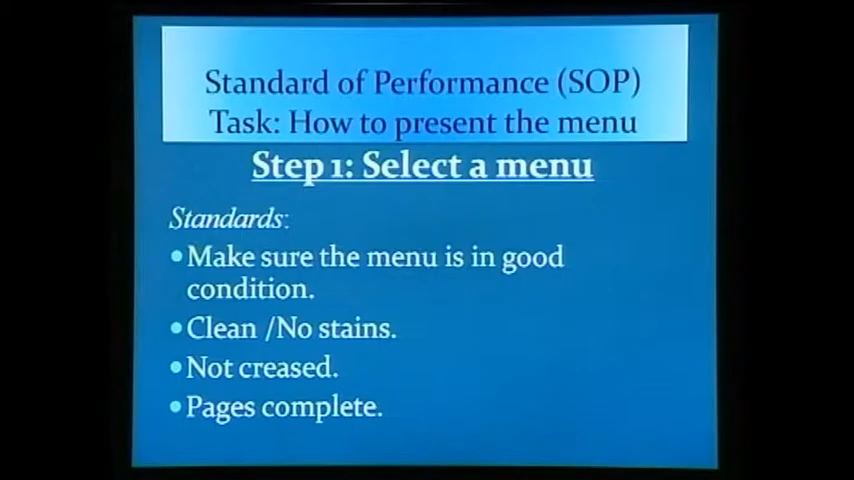 Standard of Performance (SOP)
Task: How to present the menu
Step 1: Select a menu
Standards:
•Make sure the menu is in good
condition.
•Clean /No stains.
•Not creased.
•Pages complete.